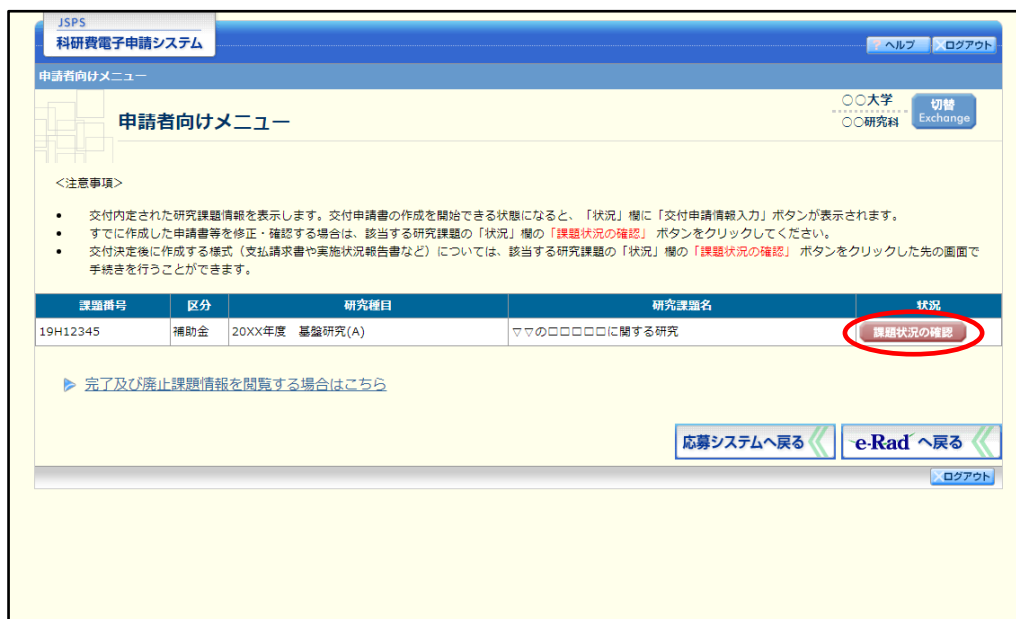 JSPS
科研費電子申請システム
? ヘルプ ×ログアウト
申請者向けメニュー
申請者向けメニュー
○○大学
○○研究科
切替
Exchange
<注意事項>
• 交付内定された研究課題情報を表示します。交付申請書の作成を開始できる状態になると、「状況」欄に「交付申請情報入力」ボタンが表示されます。
• すでに作成した申請書等を修正・確認する場合は、該当する研究課題の「状況」欄の「課題状況の確認」 ボタンをクリックしてください。
• 交付決定後に作成する様式（支払請求書や実施状況報告書など）については、該当する研究課題の「状況」欄の「課題状況の確認」 ボタンをクリックした先の画面で
手続きを行うことができます。
課題番号 区分 研究種目 研究課題名 状況
19H12345 補助金 20XX年度 基盤研究(A) ▽▽の□□□□□に関する研究 課題状況の確認
完了及び廃止課題情報を閲覧する場合はこちら
応募システムへ戻る e-Rad へ戻る
×ログアウト